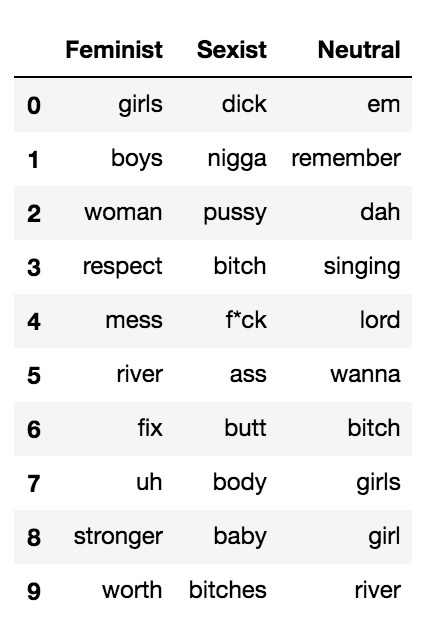 Feminist Sexist Neutral
0 girls dick em
1 boys nigga remember
2 woman pussy dah
3 respect bitch singing
4 mess f*ck lord
5 river ass wanna
6 fix butt bitch
7 uh body girls
8 stronger baby girl
9 worth bitches river